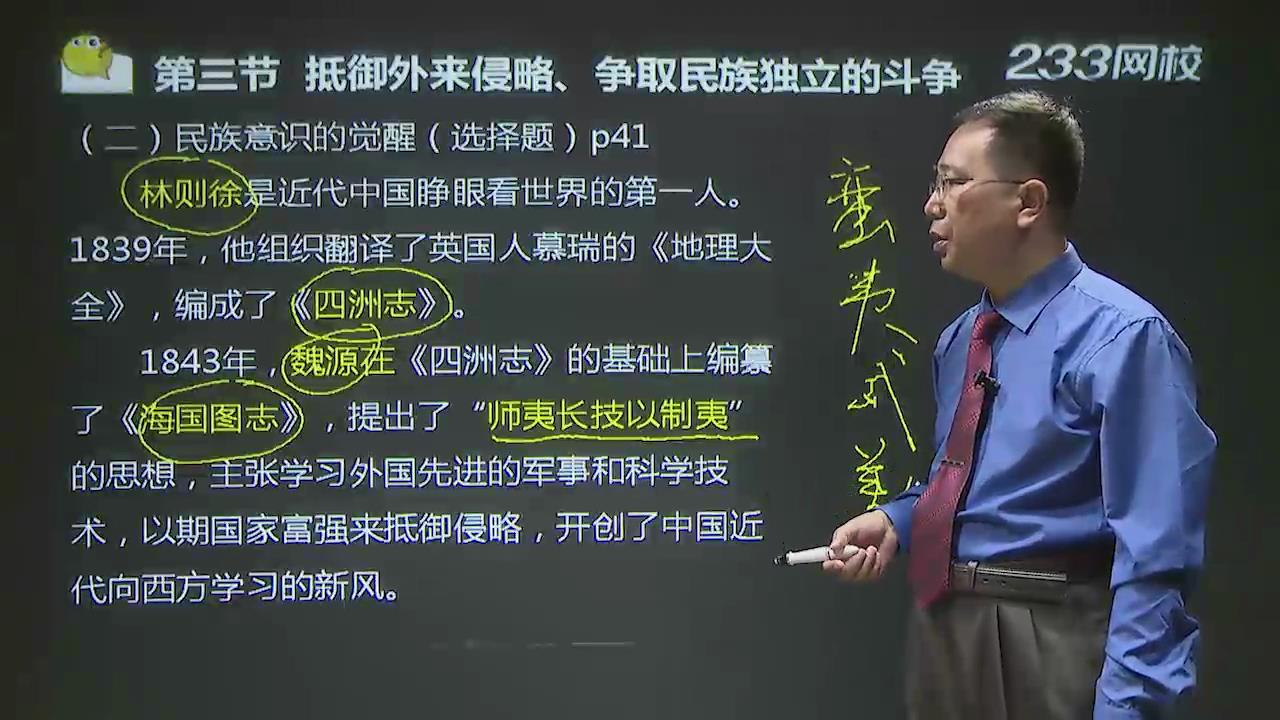 第三节 抵御外来侵略、争取民族独立的斗争
233网校
（二）民族意识的觉醒（选择题）p41
林则徐是近代中国睁眼看世界的第一人。
1839年，他组织翻译了英国人慕瑞的《地理大
全》，编成了《四洲志》。
1843年，魏源在《四洲志》的基础上编纂
了《海国图志》，提出了“师夷长技以制夷”
的思想，主张学习外国先进的军事和科学技
术，以期国家富强来抵御侵略，开创了中国近
代向西方学习的新风。
蛮